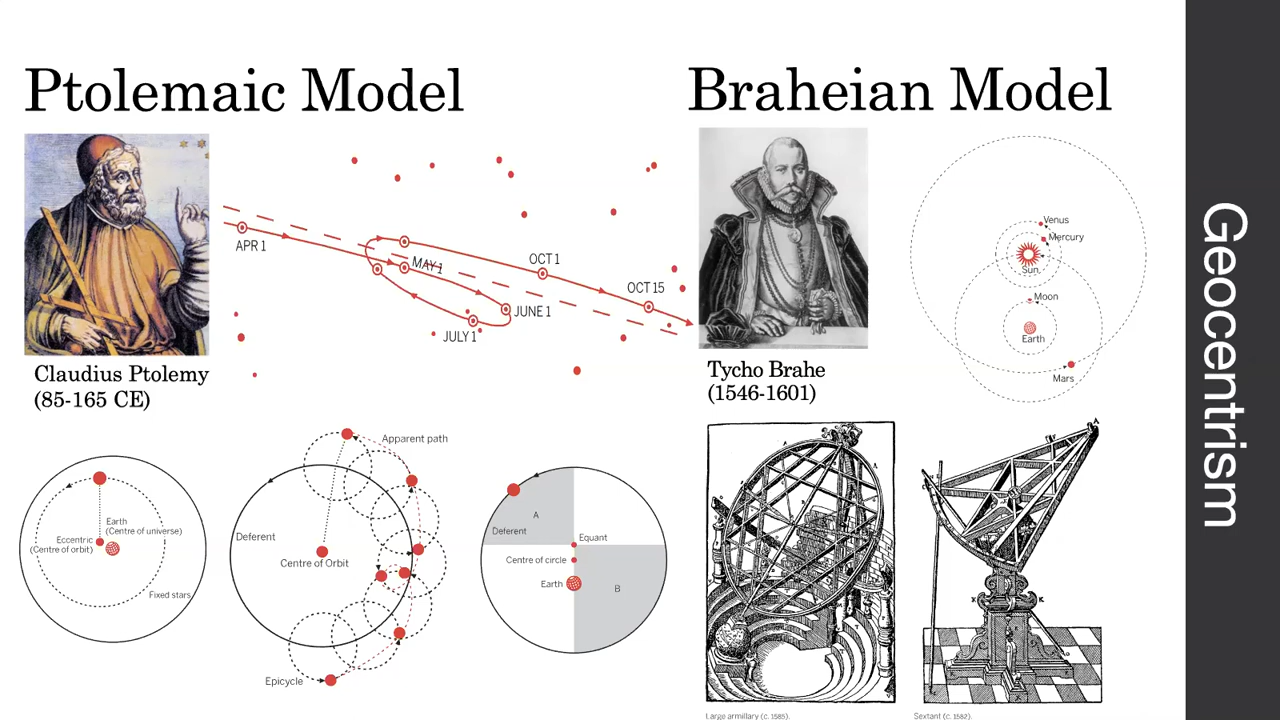 Ptolemaic Model
Claudius Ptolemy
(85-165 CE)
APR 1
MAY 1
JUNE 1
JULY 1
OCT 1
OCT 15
Earth
(Centre of universe)
Eccentric
(Centre of orbit)
Fixed stars
Apparent path
Deferent
Centre of Orbit
Epicycle
A
Deferent
Equant
Centre of circle
Earth
B
Braheian Model
Tycho Brahe
(1546-1601)
Venus
Mercury
Sun
Moon
Earth
Mars
Large armillary (c. 1585).
A
K
K
Sextant (c. 1582).
Geocentrism